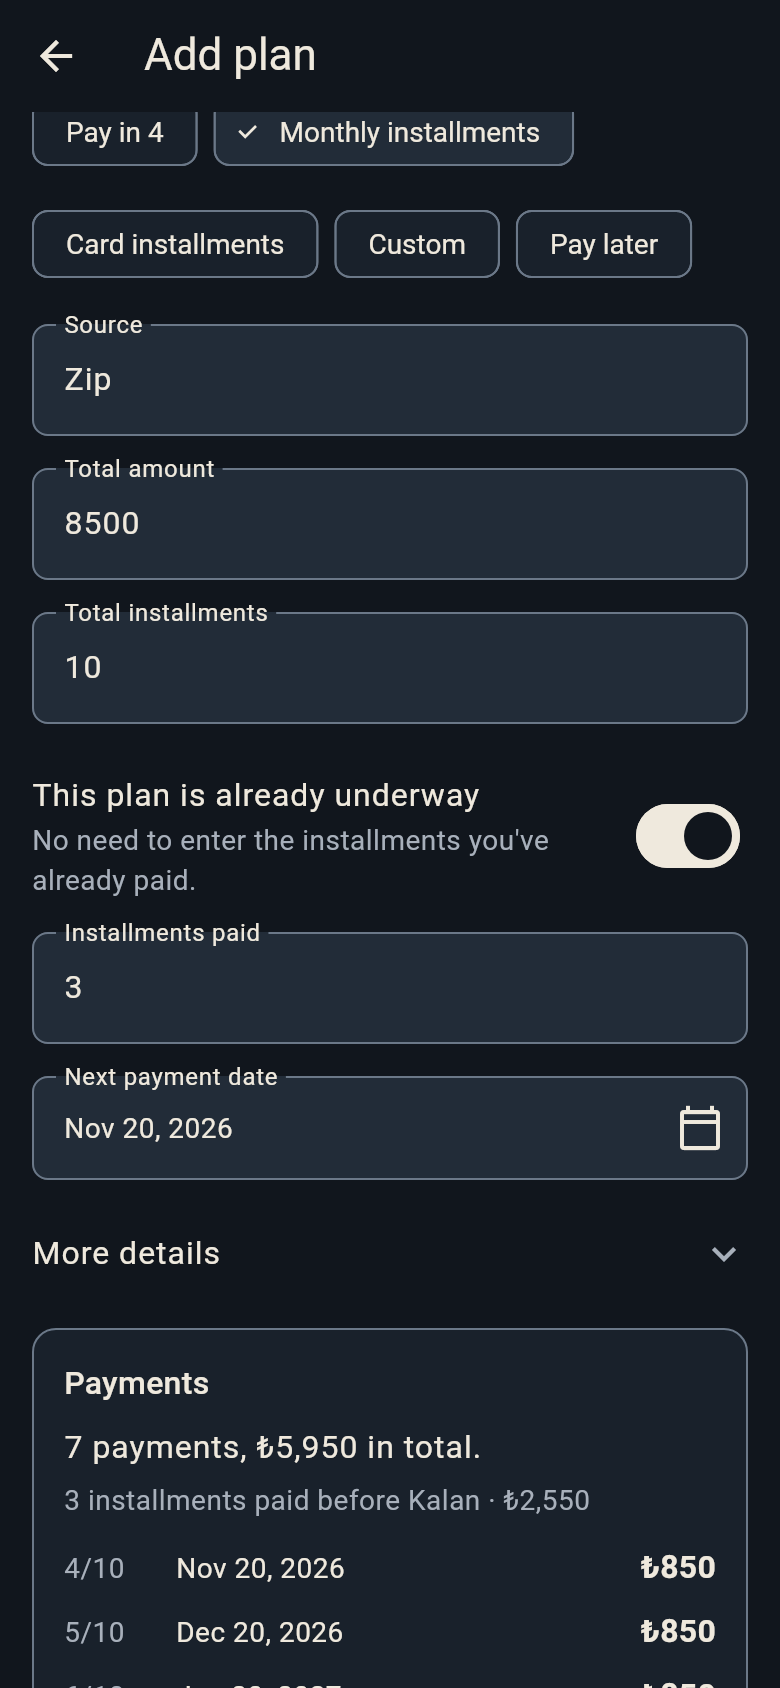 Add plan
Pay in 4
Monthly installments
Card installments
Custom
Pay later
Source
Zip
Total amount
8500
Total installments
10
This plan is already underway
No need to enter the installments you've
already paid.
Installments paid
3
Next payment date
Nov 20, 2026
More details
Payments
7 payments, ₺5,950 in total.
3 installments paid before Kalan · ₺2,550
4/10 Nov 20, 2026 ₺850
5/10 Dec 20, 2026 ₺850